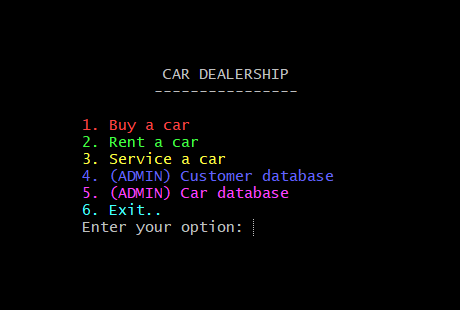 CAR DEALERSHIP
----------------
1. Buy a car
2. Rent a car
3. Service a car
4. (ADMIN) Customer database
5. (ADMIN) Car database
6. Exit..
Enter your option: